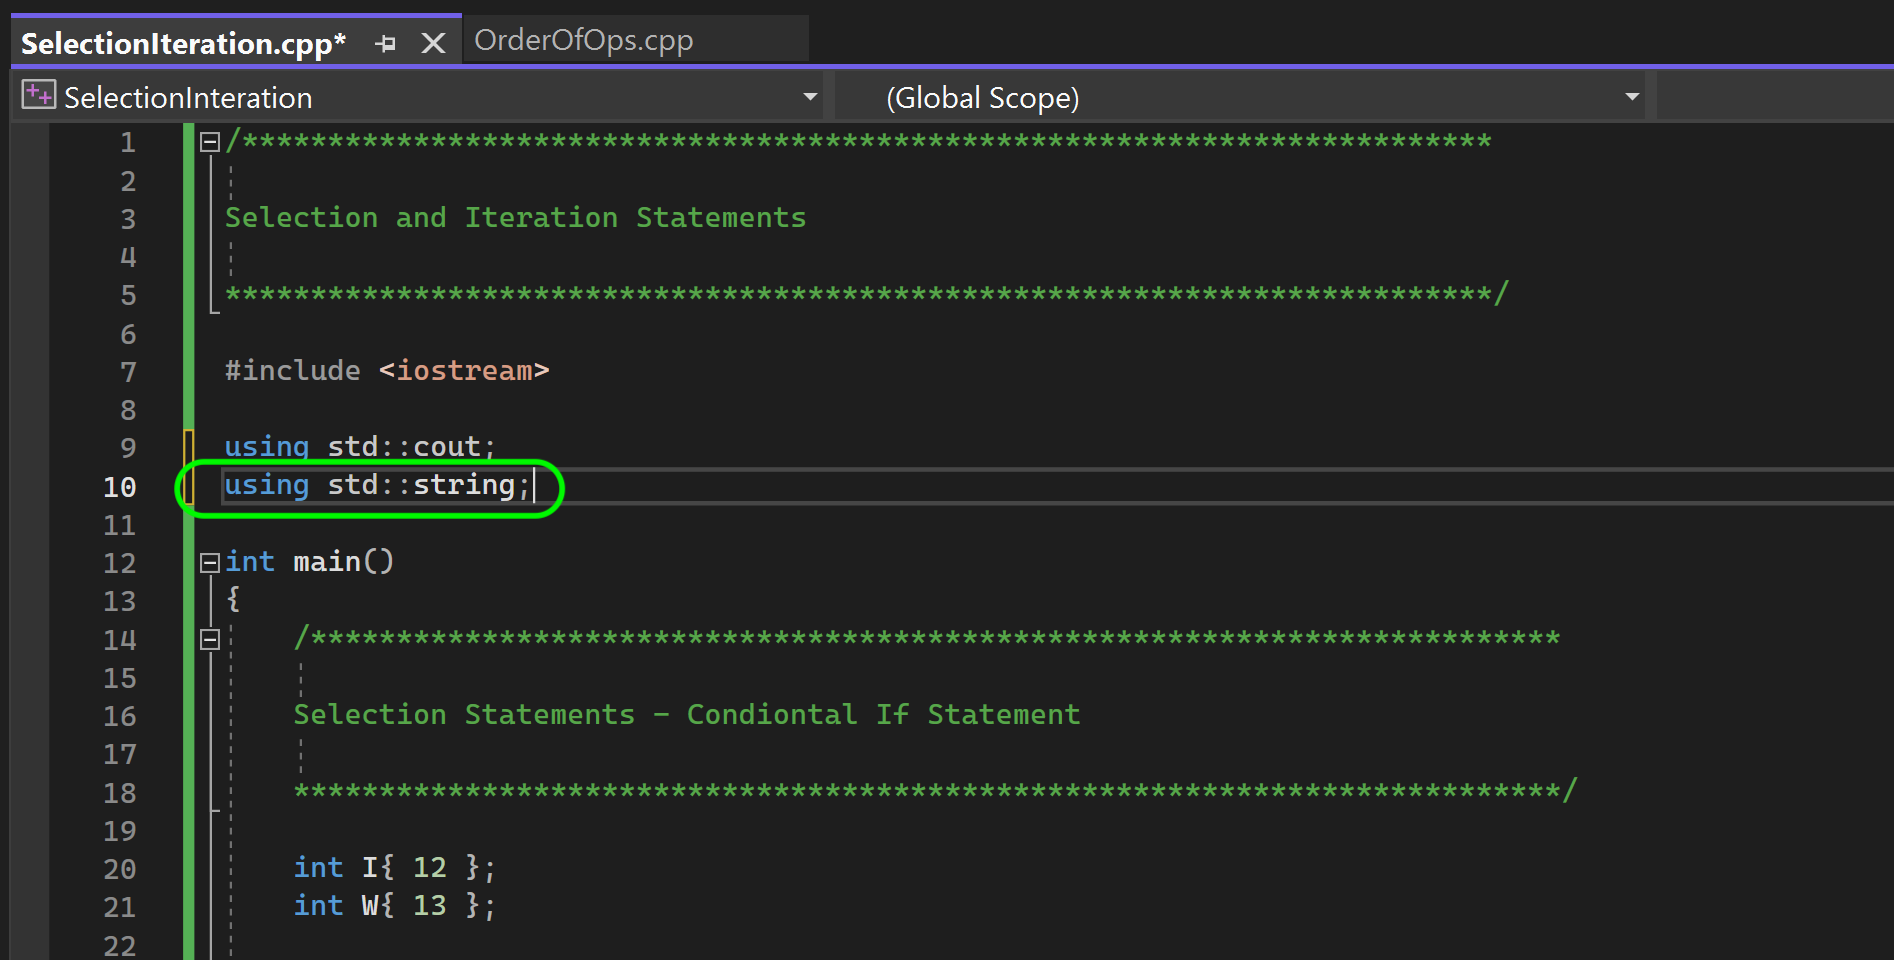 SelectionIteration.cpp*
OrderOfOps.cpp
SelectionInteration
(Global Scope)
1 /*************************************************************************
2
3 Selection and Iteration Statements
4
5 **************************************************************************/
6
7 #include <iostream>
8
9 using std::cout;
10 using std::string;
11
12 int main()
13 {
14 /*************************************************************************
15
16 Selection Statements - Condiontal If Statement
17
18 **************************************************************************/
19
20 int I{ 12 };
21 int W{ 13 };
22